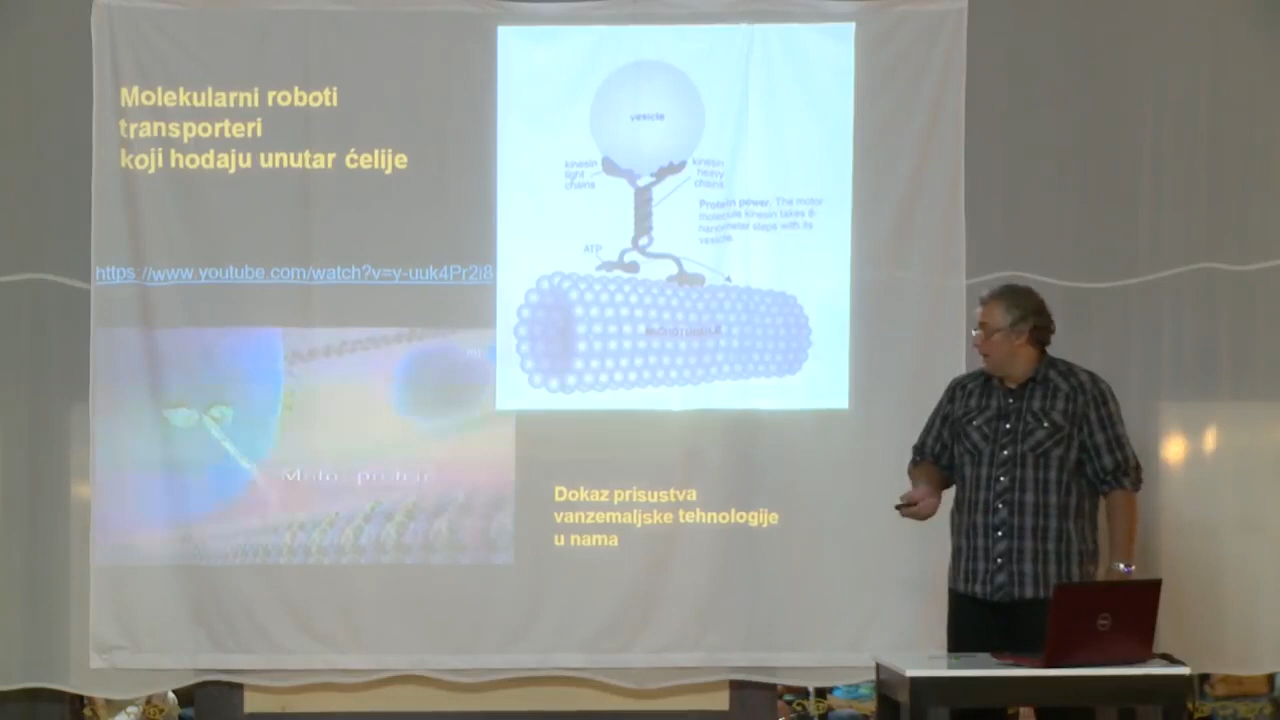 Molekularni roboti
transporteri
koji hodaju unutar ćelije
https://www.youtube.com/watch?v=y-uuk4Pr2i8
vesicle
kinesin
light
chains
kinesin
heavy
chains
Protein power. The motor
molecule kinesin takes 8-
nanometer steps with its
vesicle.
ATP
MICROTUBULE
Dokaz prisustva
vanzemaljske tehnologije
u nama
DELL